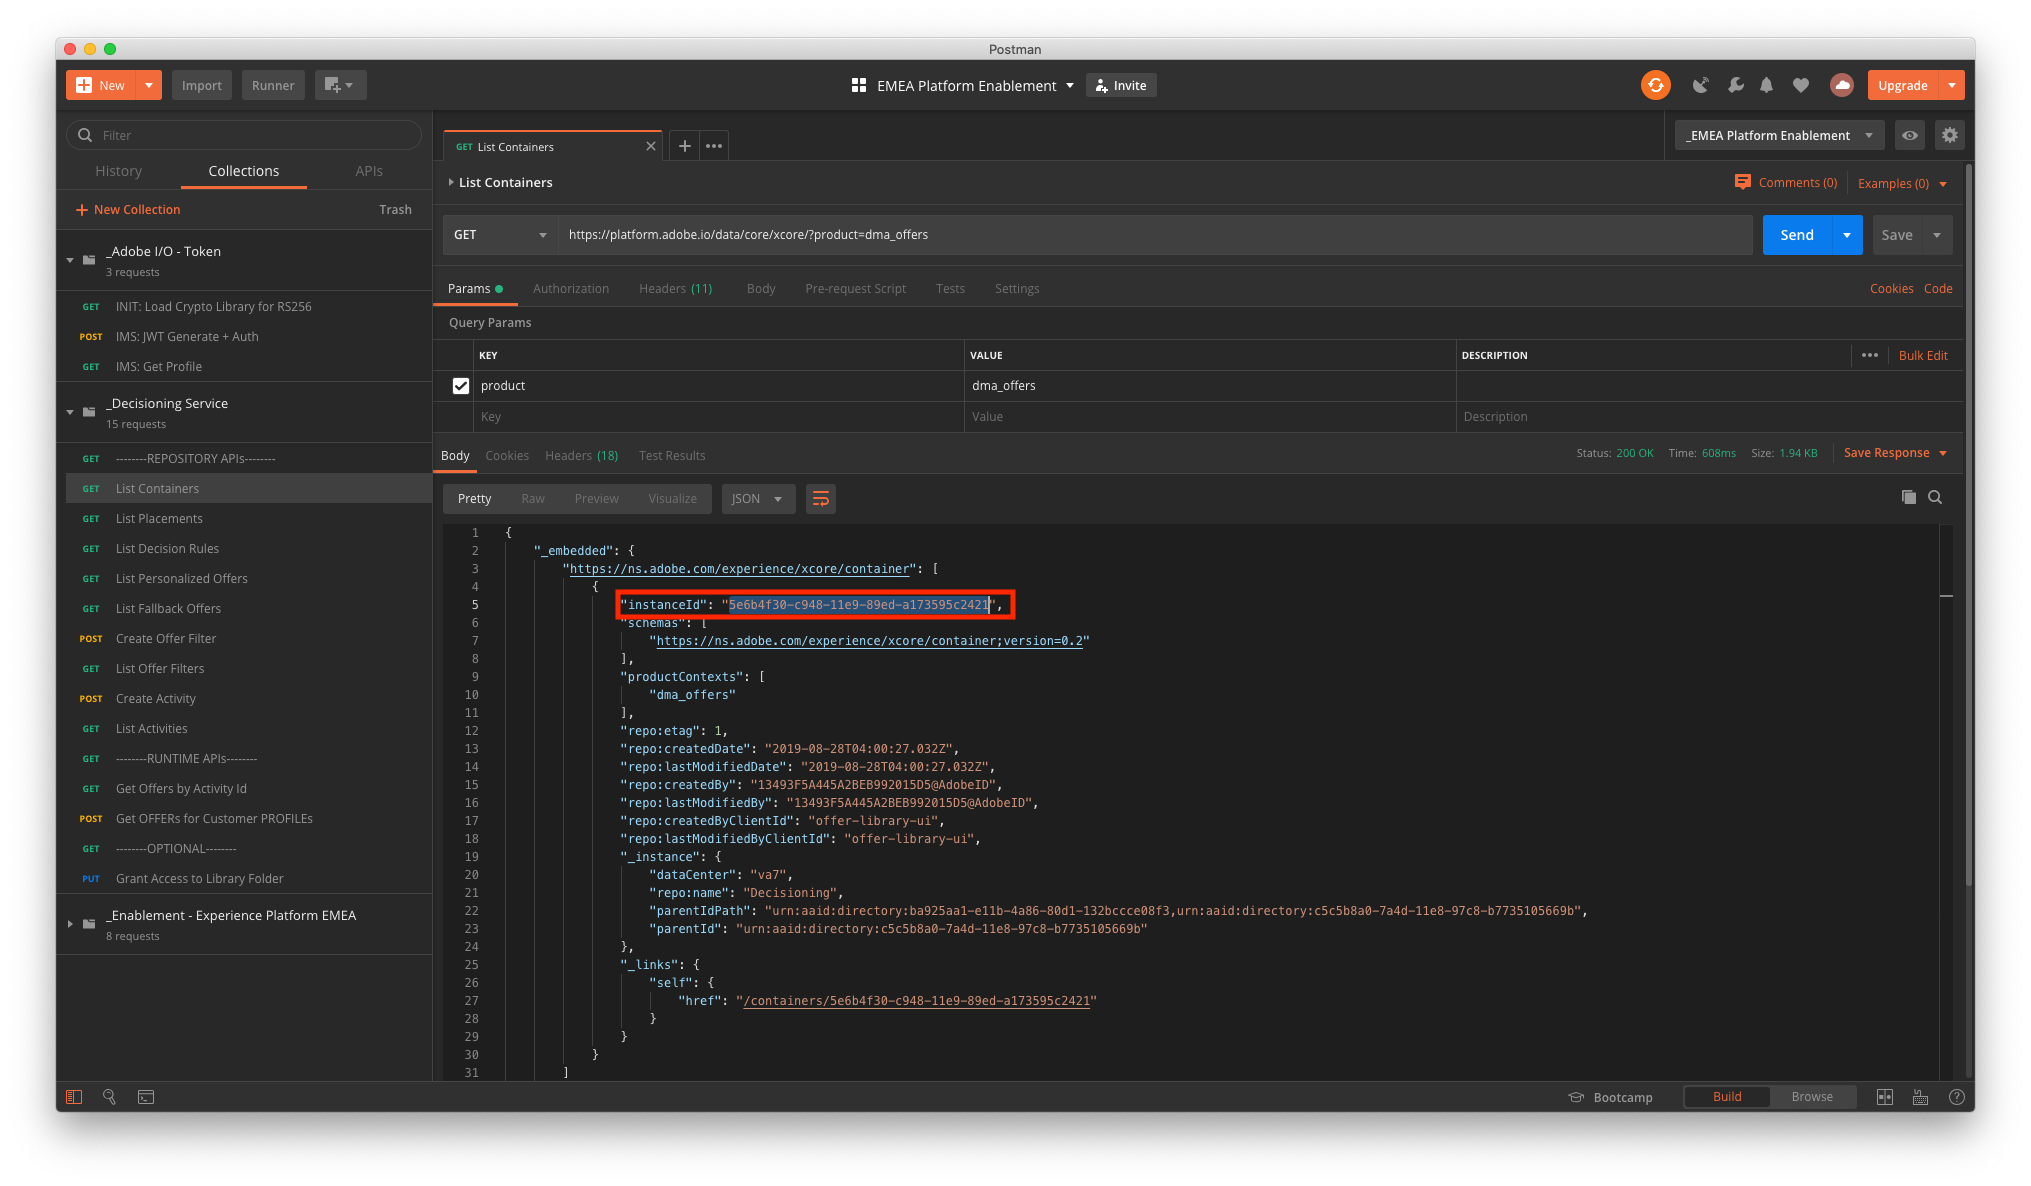 Postman
New
Import
Runner
EMEA Platform Enablement
Invite
Upgrade
Filter
History
Collections
APIs
New Collection
Trash
_Adobe I/O - Token
3 requests
GET INIT: Load Crypto Library for RS256
POST IMS: JWT Generate + Auth
GET IMS: Get Profile
_Decisioning Service
15 requests
GET --------REPOSITORY APIs--------
GET List Containers
GET List Placements
GET List Decision Rules
GET List Personalized Offers
GET List Fallback Offers
POST Create Offer Filter
GET List Offer Filters
POST Create Activity
GET List Activities
GET --------RUNTIME APIs--------
GET Get Offers by Activity Id
POST Get OFFERs for Customer PROFILEs
GET --------OPTIONAL--------
PUT Grant Access to Library Folder
_Enablement - Experience Platform EMEA
8 requests
GET List Containers
_EMEA Platform Enablement
List Containers
Comments (0)
Examples (0)
GET
https://platform.adobe.io/data/core/xcore/?product=dma_offers
Send
Save
Params
Authorization
Headers (11)
Body
Pre-request Script
Tests
Settings
Cookies
Code
Query Params
KEY VALUE DESCRIPTION
Bulk Edit
product dma_offers
Key Value Description
Body
Cookies
Headers (18)
Test Results
Status: 200 OK
Time: 608ms
Size: 1.94 KB
Save Response
Pretty
Raw
Preview
Visualize
JSON
1 {
2 "_embedded": {
3 "https://ns.adobe.com/experience/xcore/container": [
4 {
5 "instanceId": "5e6b4f30-c948-11e9-89ed-a173595c2421",
6 "schemas": [
7 "https://ns.adobe.com/experience/xcore/container;version=0.2"
8 ],
9 "productContexts": [
10 "dma_offers"
11 ],
12 "repo:etag": 1,
13 "repo:createdDate": "2019-08-28T04:00:27.032Z",
14 "repo:lastModifiedDate": "2019-08-28T04:00:27.032Z",
15 "repo:createdBy": "13493F5A445A2BEB992015D5@AdobeID",
16 "repo:lastModifiedBy": "13493F5A445A2BEB992015D5@AdobeID",
17 "repo:createdByClientId": "offer-library-ui",
18 "repo:lastModifiedByClientId": "offer-library-ui",
19 "_instance": {
20 "dataCenter": "va7",
21 "repo:name": "Decisioning",
22 "parentIdPath": "urn:aaid:directory:ba925aa1-e11b-4a86-80d1-132bccce08f3,urn:aaid:directory:c5c5b8a0-7a4d-11e8-97c8-b7735105669b",
23 "parentId": "urn:aaid:directory:c5c5b8a0-7a4d-11e8-97c8-b7735105669b"
24 },
25 "_links": {
26 "self": {
27 "href": "/containers/5e6b4f30-c948-11e9-89ed-a173595c2421"
28 }
29 }
30 }
31 ]
Bootcamp
Build
Browse